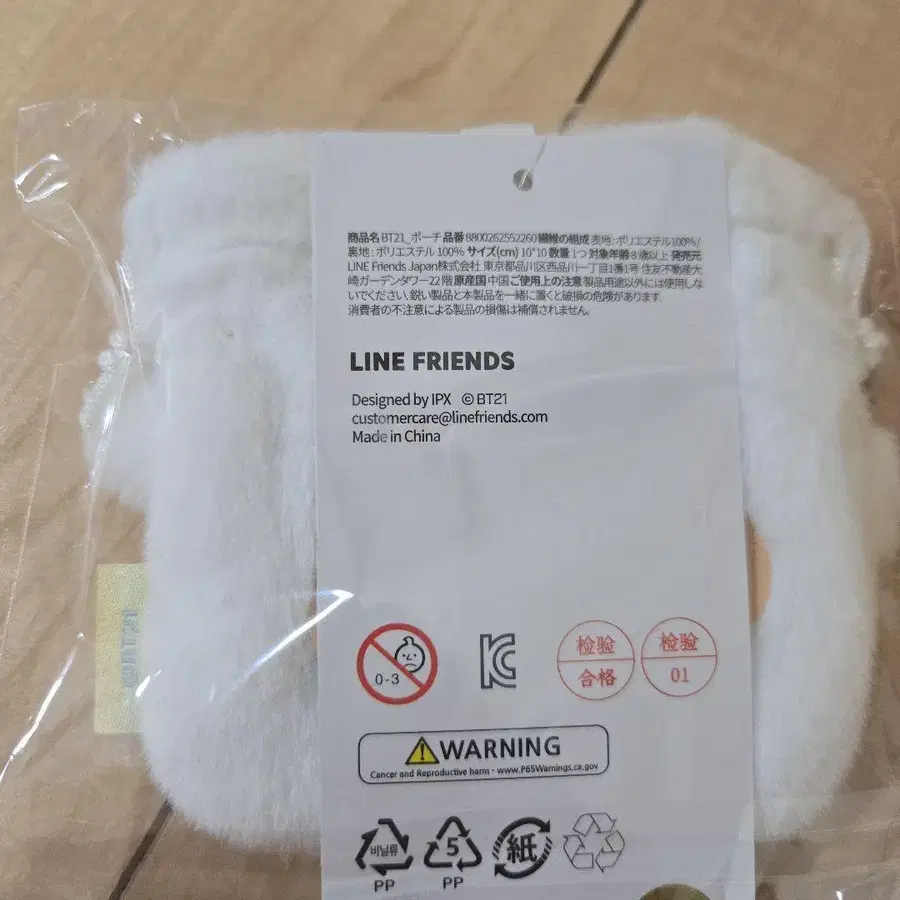 商品名 BT21_ポーチ 品番 8800262552260 繊維の組成 表地 : ポリエステル100%/
裏地 : ポリエステル 100% サイズ(cm) 10*10 数量 1つ 対象年齢 8 歳以上 発売元
LINE Friends Japan株式会社 東京都品川区西品川一丁目1番1号 住友不動産大
崎ガーデンタワー22 階 原産国 中国 ご使用上の注意 製品用途以外には使用しな
いでください. 鋭い製品と本製品を一緒に置くと破損の危険があります.
消費者の不注意による製品の損傷は補償されません.
LINE FRIENDS
Designed by IPX © BT21
customercare@linefriends.com
Made in China
0-3
检验
合格
检验
01
WARNING
Cancer and Reproductive harm - www.P65Warnings.ca.gov
비닐류
PP
5
PP
紙